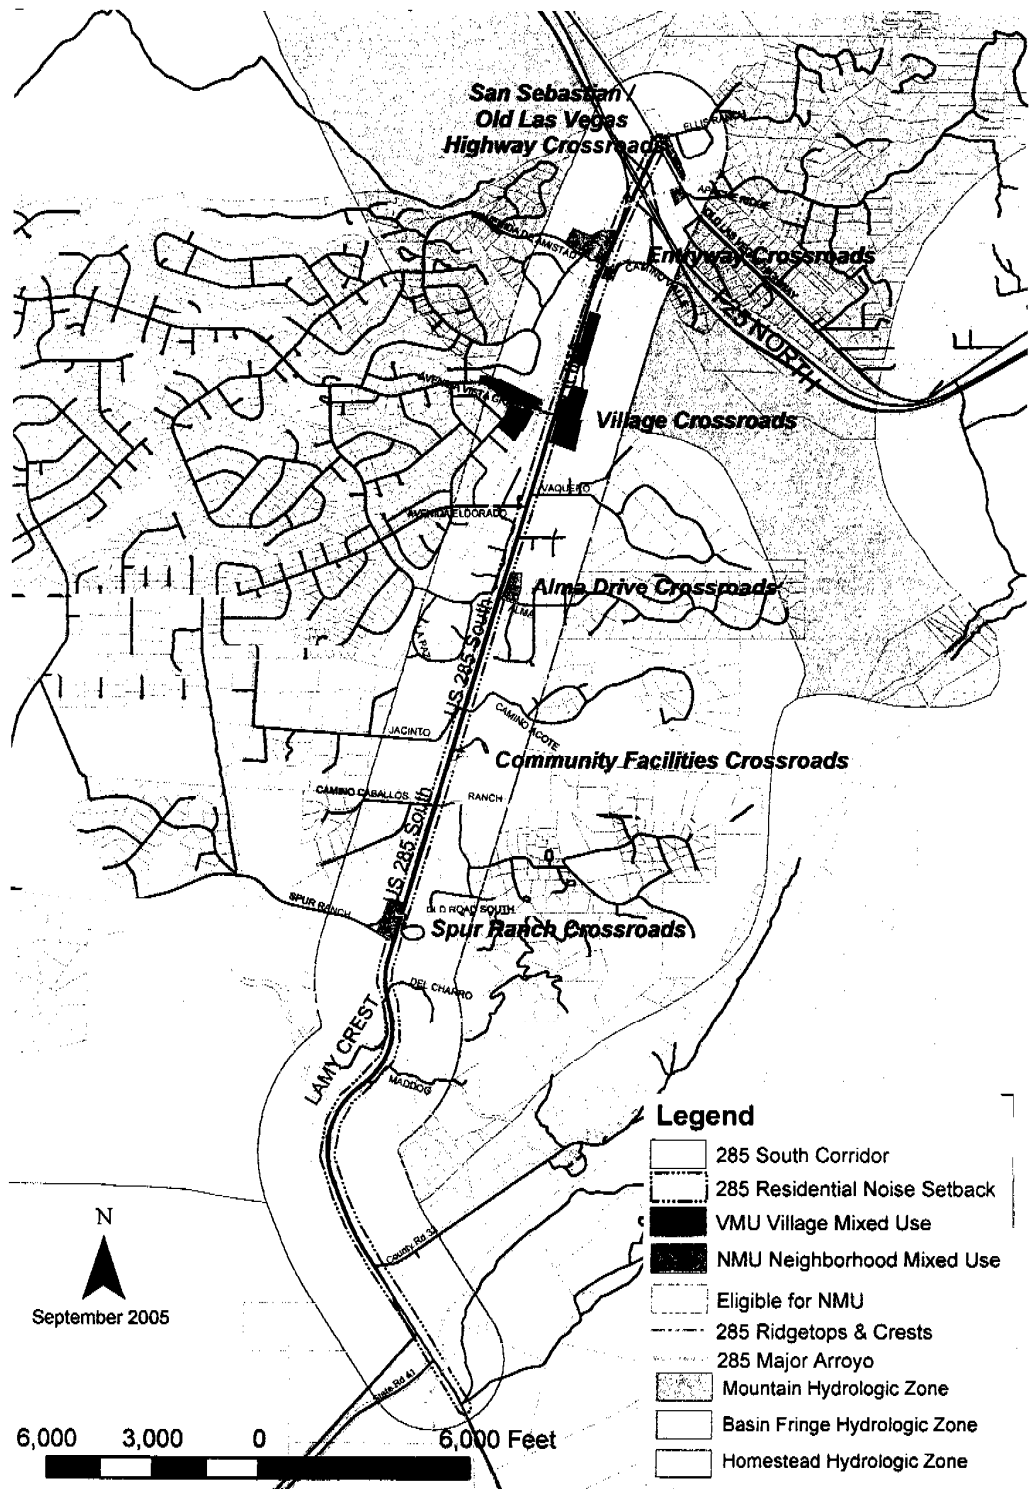 San Sebastian /
Old Las Vegas
Highway Crossroads
ELLIS RANCH
RIDGE
Entryway Crossroads
I-25 NORTH
Village Crossroads
VAQUERO
AVENIDA ELDORADO
Alma Drive Crossroads
ALMA
LA PAZ
US 285 South
JACINTO
CAMINO ACOTE
Community Facilities Crossroads
CAMINO CABALLOS
RANCH
US 285 South
SPUR RANCH
OLD ROAD SOUTH
Spur Ranch Crossroads
DEL CHARRO
LAMY CREST
MADDOG
County Rd 33
State Rd 41
N
September 2005
6,000 3,000 0 6,000 Feet
Legend
285 South Corridor
285 Residential Noise Setback
VMU Village Mixed Use
NMU Neighborhood Mixed Use
Eligible for NMU
285 Ridgetops & Crests
285 Major Arroyo
Mountain Hydrologic Zone
Basin Fringe Hydrologic Zone
Homestead Hydrologic Zone